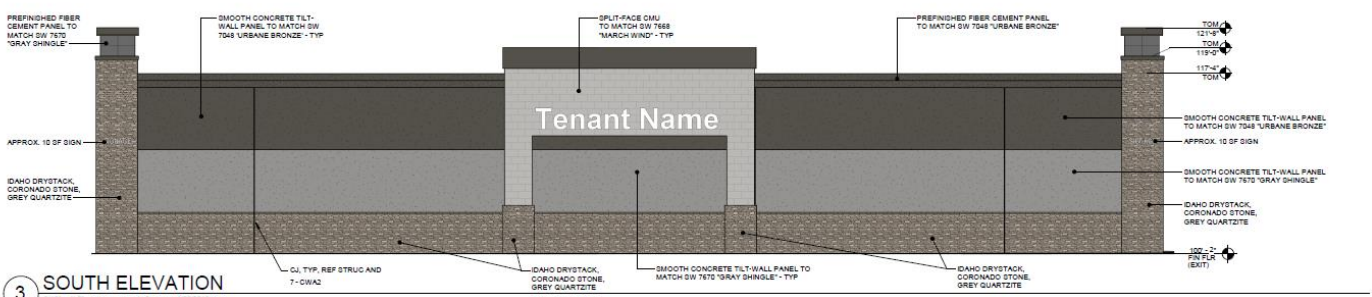 PREFINISHED FIBER
CEMENT PANEL TO
MATCH SW 7670
"GRAY SHINGLE"
SMOOTH CONCRETE TILT-
WALL PANEL TO MATCH SW
7048 'URBANE BRONZE' - TYP
SPLIT-FACE CMU
TO MATCH SW 7668
"MARCH WIND" - TYP
PREFINISHED FIBER CEMENT PANEL
TO MATCH SW 7048 "URBANE BRONZE"
TOM
121'-8"
TOM
119'-0"
117'-4"
TOM
Tenant Name
SMOOTH CONCRETE TILT-WALL PANEL
TO MATCH SW 7048 "URBANE BRONZE"
APPROX. 10 SF SIGN
APPROX. 10 SF SIGN
SMOOTH CONCRETE TILT-WALL PANEL
TO MATCH SW 7670 "GRAY SHINGLE"
IDAHO DRYSTACK,
CORONADO STONE,
GREY QUARTZITE
IDAHO DRYSTACK,
CORONADO STONE,
GREY QUARTZITE
100' - 2"
FIN FLR
(EXIT)
CJ, TYP, REF STRUC AND
7 - CWA2
IDAHO DRYSTACK,
CORONADO STONE,
GREY QUARTZITE
SMOOTH CONCRETE TILT-WALL PANEL TO
MATCH SW 7670 "GRAY SHINGLE" - TYP
IDAHO DRYSTACK,
CORONADO STONE,
GREY QUARTZITE
3 SOUTH ELEVATION